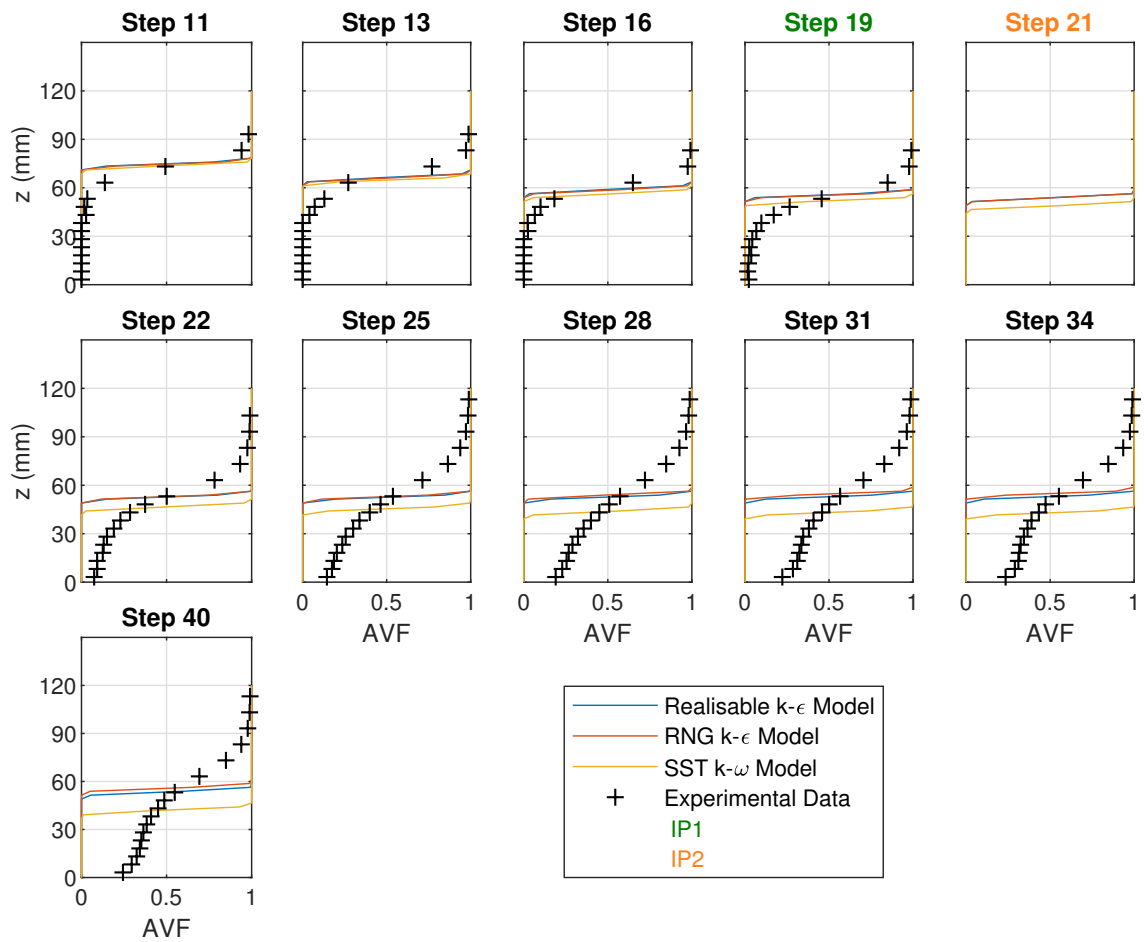 Step 11
Step 13
Step 16
Step 19
Step 21
120
90
60
30
0
z (mm)
Step 22
Step 25
Step 28
Step 31
Step 34
120
90
60
30
0
z (mm)
0 0.5 1
AVF
0 0.5 1
AVF
0 0.5 1
AVF
0 0.5 1
AVF
Step 40
120
90
60
30
0
z (mm)
0 0.5 1
AVF
Realisable k-ϵ Model
RNG k-ϵ Model
SST k-ω Model
Experimental Data
IP1
IP2